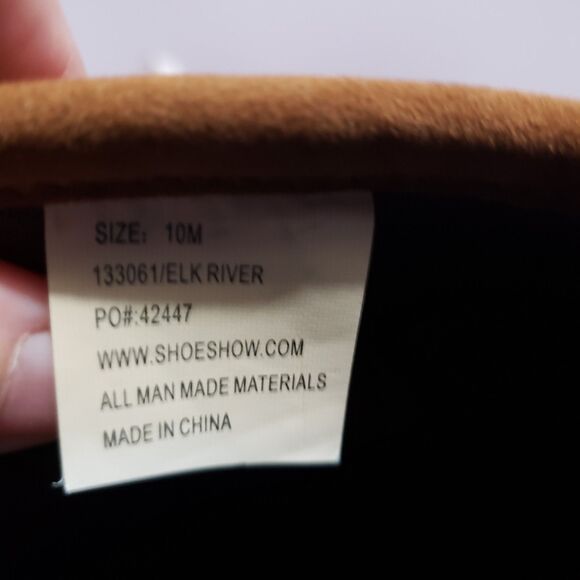 SIZE: 10M
133061/ELK RIVER
PO#:42447
WWW.SHOESHOW.COM
ALL MAN MADE MATERIALS
MADE IN CHINA